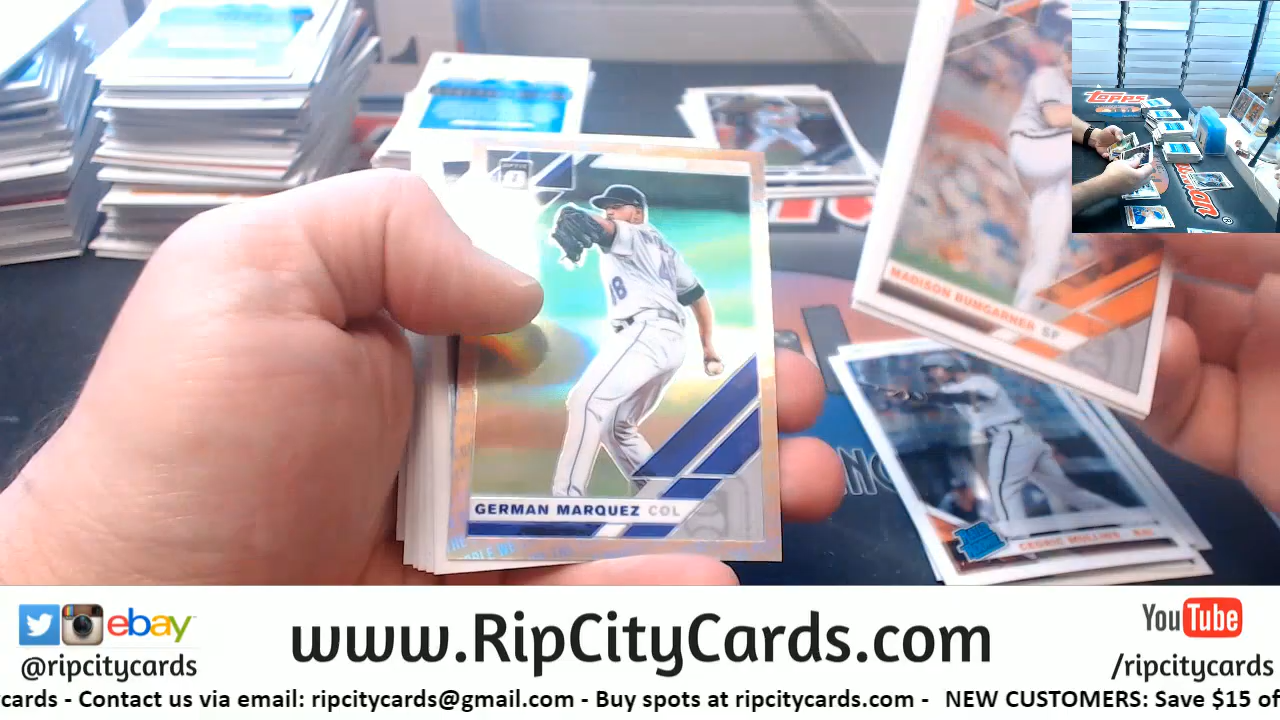 MADISON BUMGARNER SF
TOPPS
GERMAN MARQUEZ COL
CEDRIC MULLINS BAL
ebay
www.RipCityCards.com
YouTube
@ripcitycards
/ripcitycards
cards - Contact us via email: ripcitycards@gmail.com - Buy spots at ripcitycards.com - NEW CUSTOMERS: Save $15 of